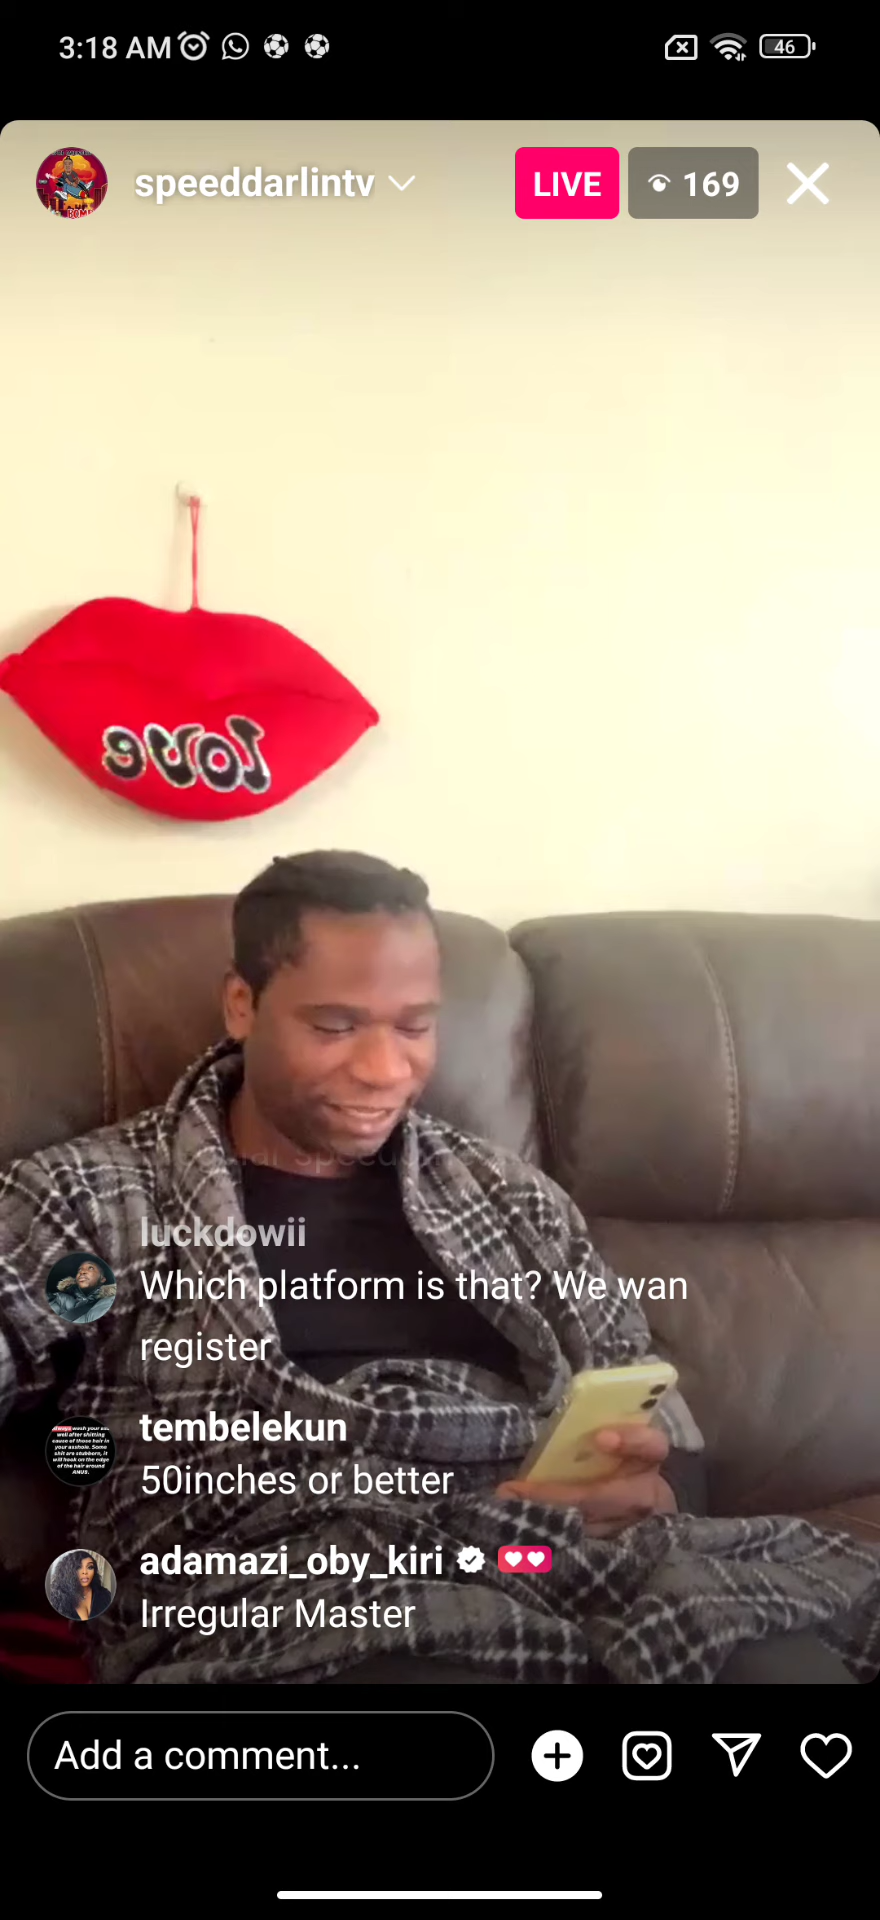 3:18 AM
46
speeddarlintv
LIVE
169
Love
luckdowii
Which platform is that? We wan
register
tembelekun
50inches or better
adamazi_oby_kiri
Irregular Master
Add a comment...